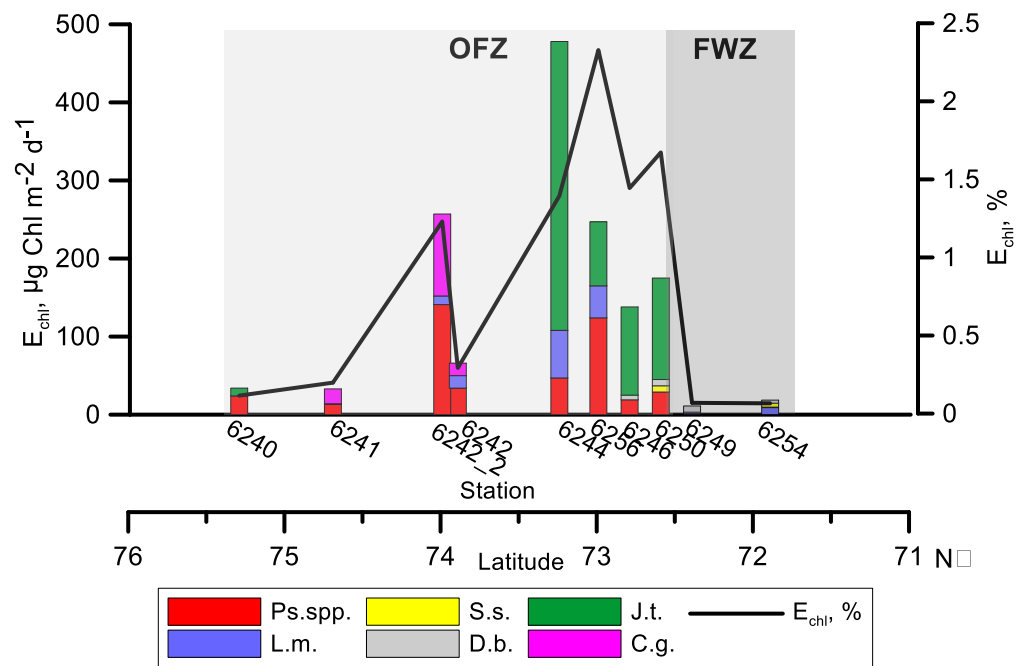 500
400
300
200
100
0
E_chl, µg Chl m⁻² d⁻¹
OFZ
FWZ
2.5
2
1.5
1
0.5
0
E_chl, %
6240
6241
6242_2
6242
6244
6256
6246
6250
6249
6254
Station
76 75 74 73 72 71 N□
Latitude
Ps.spp. S.s. J.t. E_chl, %
L.m. D.b. C.g.